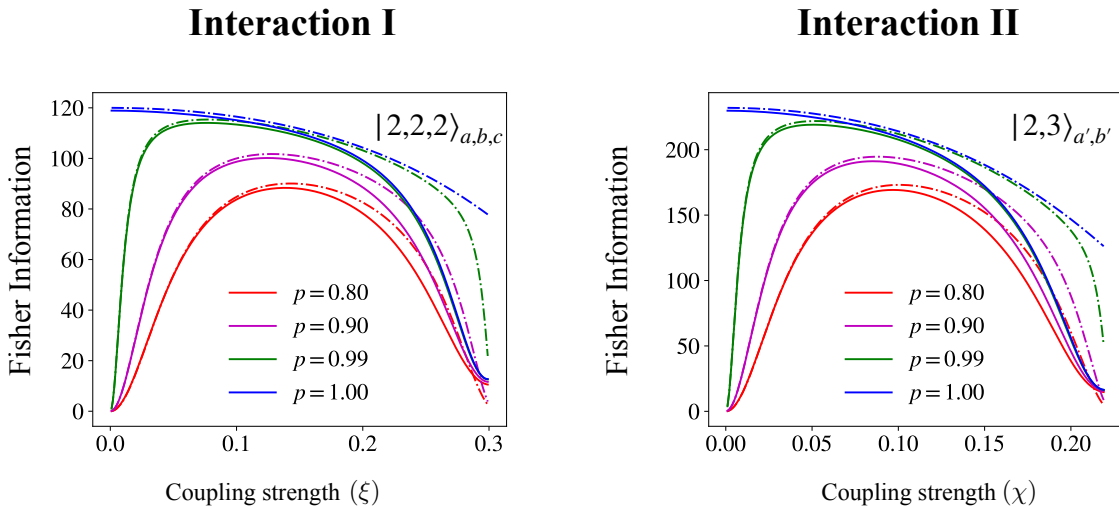 Interaction I
Fisher Information
120
100
80
60
40
20
0
|2,2,2⟩a,b,c
p = 0.80
p = 0.90
p = 0.99
p = 1.00
0.0 0.1 0.2 0.3
Coupling strength (ξ)
Interaction II
Fisher Information
200
150
100
50
0
|2,3⟩a′,b′
p = 0.80
p = 0.90
p = 0.99
p = 1.00
0.00 0.05 0.10 0.15 0.20
Coupling strength (χ)